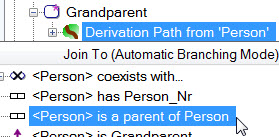 Grandparent
Derivation Path from 'Person'
Join To (Automatic Branching Mode)
<Person> coexists with...
<Person> has Person_Nr
<Person> is a parent of Person
<Person> is Grandparent